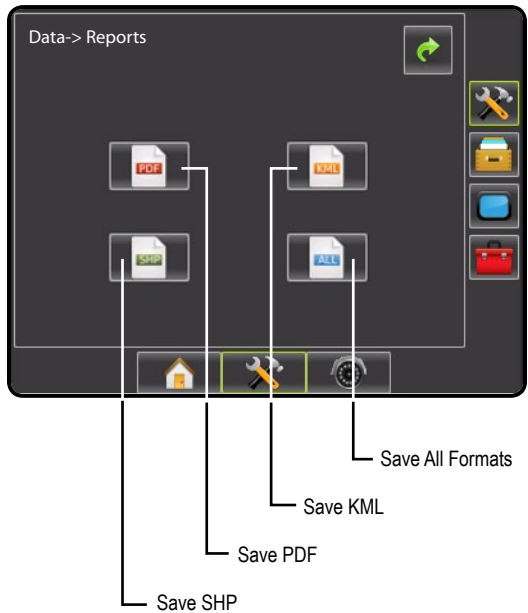 Data-> Reports
PDF
KML
SHP
ALL
Save All Formats
Save KML
Save PDF
Save SHP